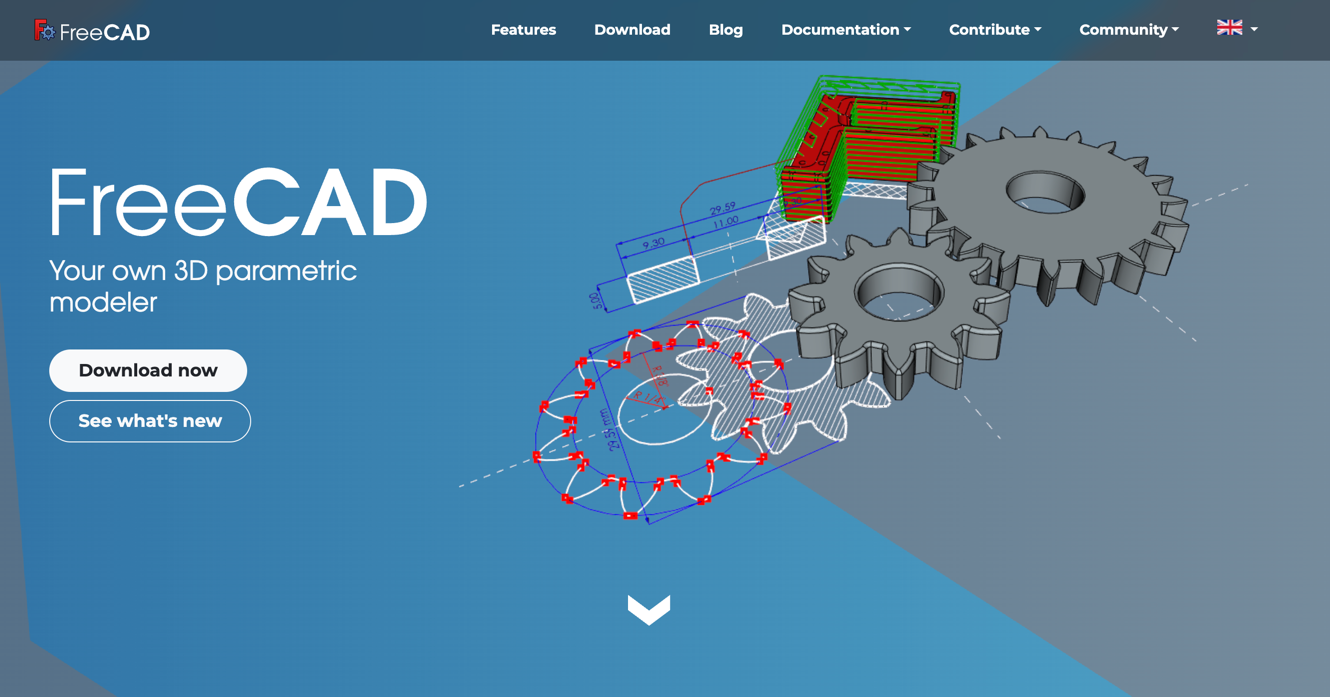 FreeCAD
Features
Download
Blog
Documentation
Contribute
Community
FreeCAD
Your own 3D parametric
modeler
Download now
See what's new
29.59
11.00
9.30
5.00
29.59 mm